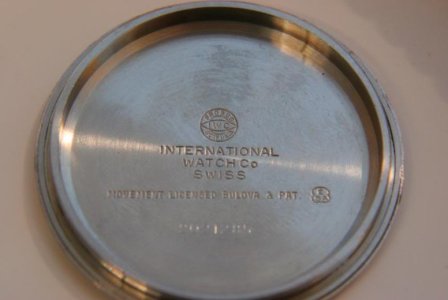 INTERNATIONAL
WATCH Co
SWISS
MOVEMENT LICENSED BULOVA & PAT.